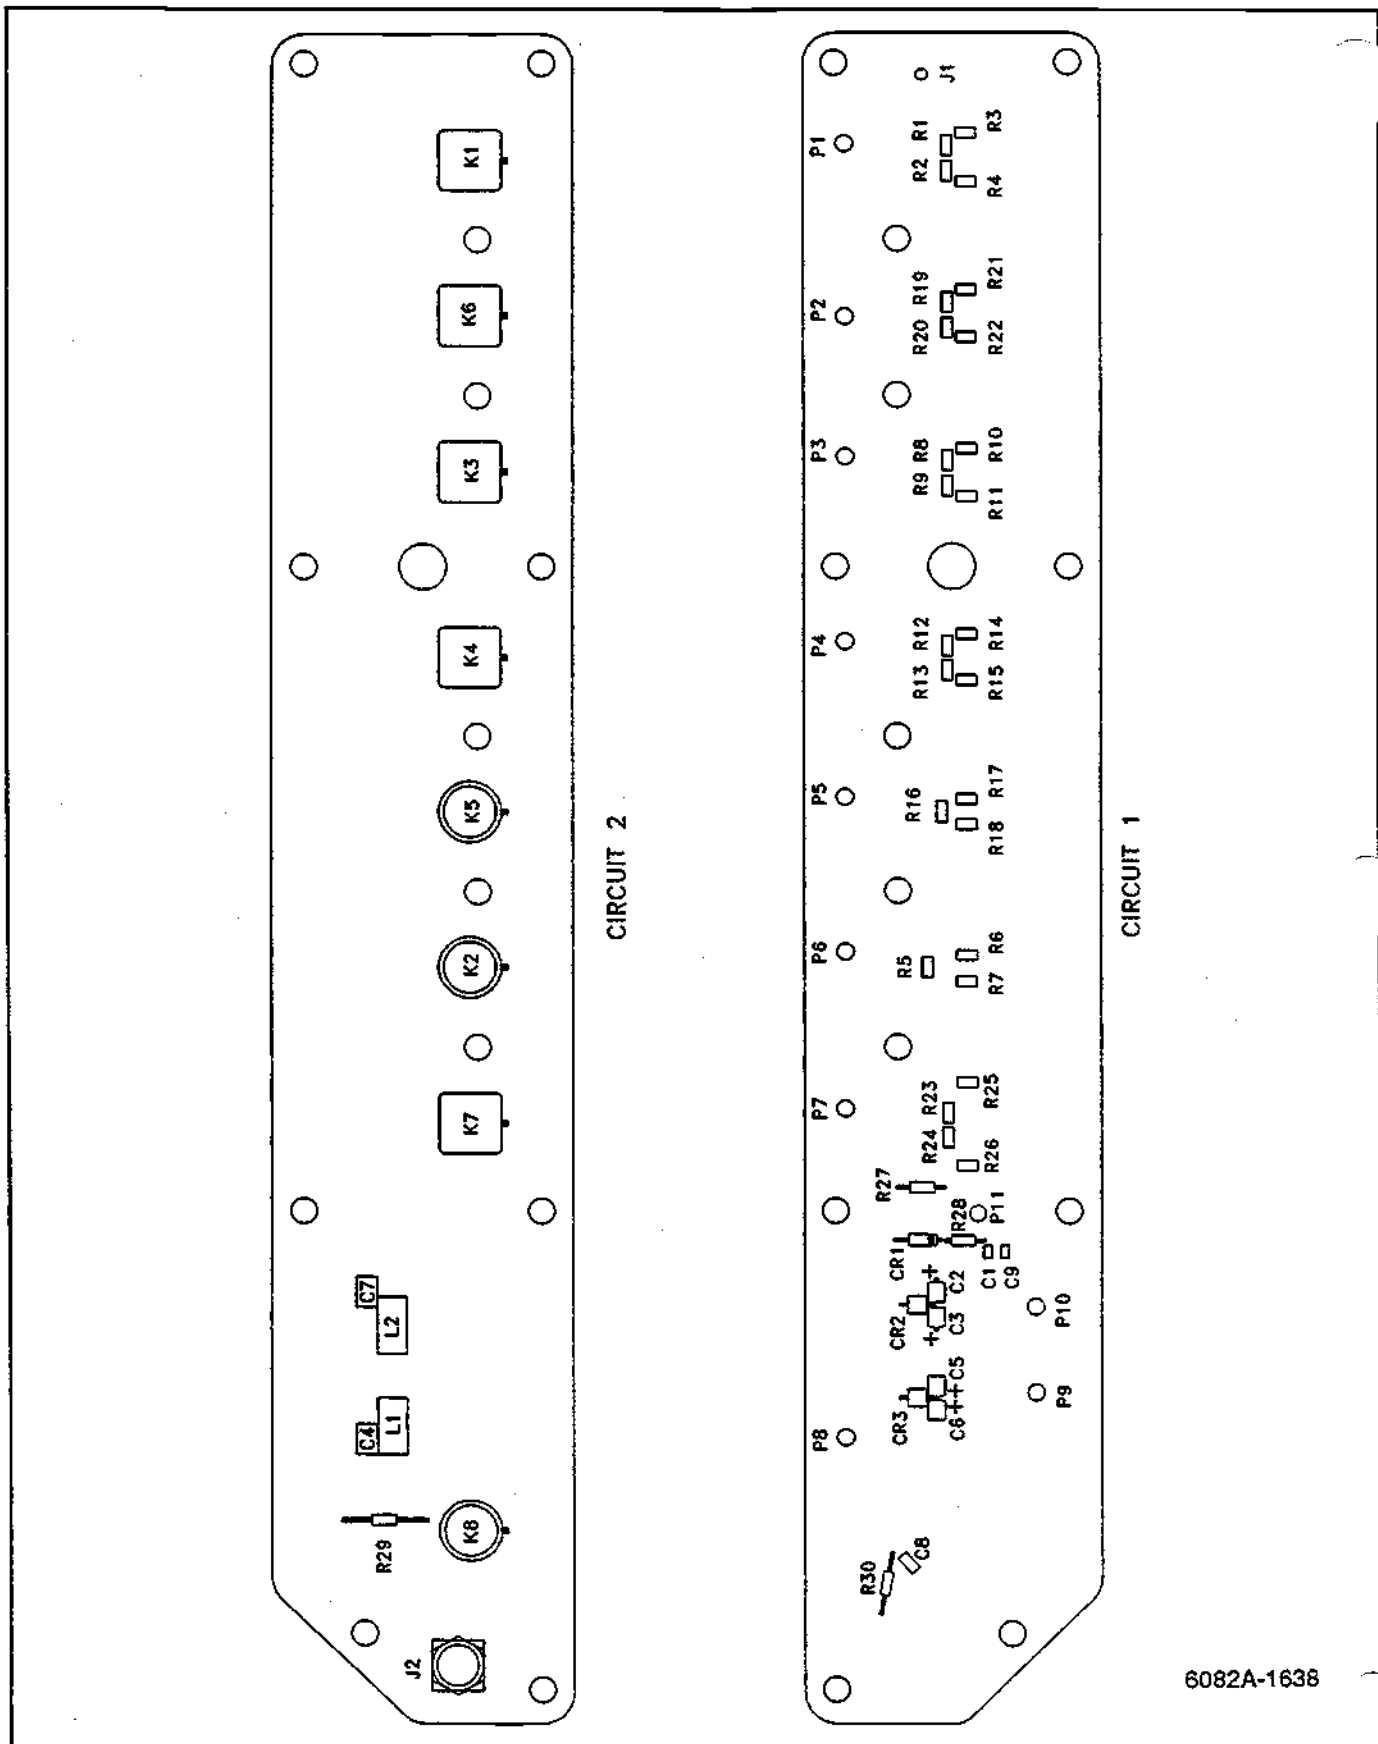 K1
K6
K3
K4
K5
K2
K7
C7
L2
C4
L1
R29
K8
J2
CIRCUIT 2
J1
P1
R1
R2
R3
R4
P2
R19
R20
R21
R22
P3
R8
R9
R10
R11
P4
R12
R13
R14
R15
P5
R16
R17
R18
P6
R5
R6
R7
P7
R23
R24
R25
R26
R27
R28
P11
CR1
C1
C9
+
C2
CR2
C3
+
P10
C5
CR3
C6
++
P9
P8
R30
C8
CIRCUIT 1
6082A-1638